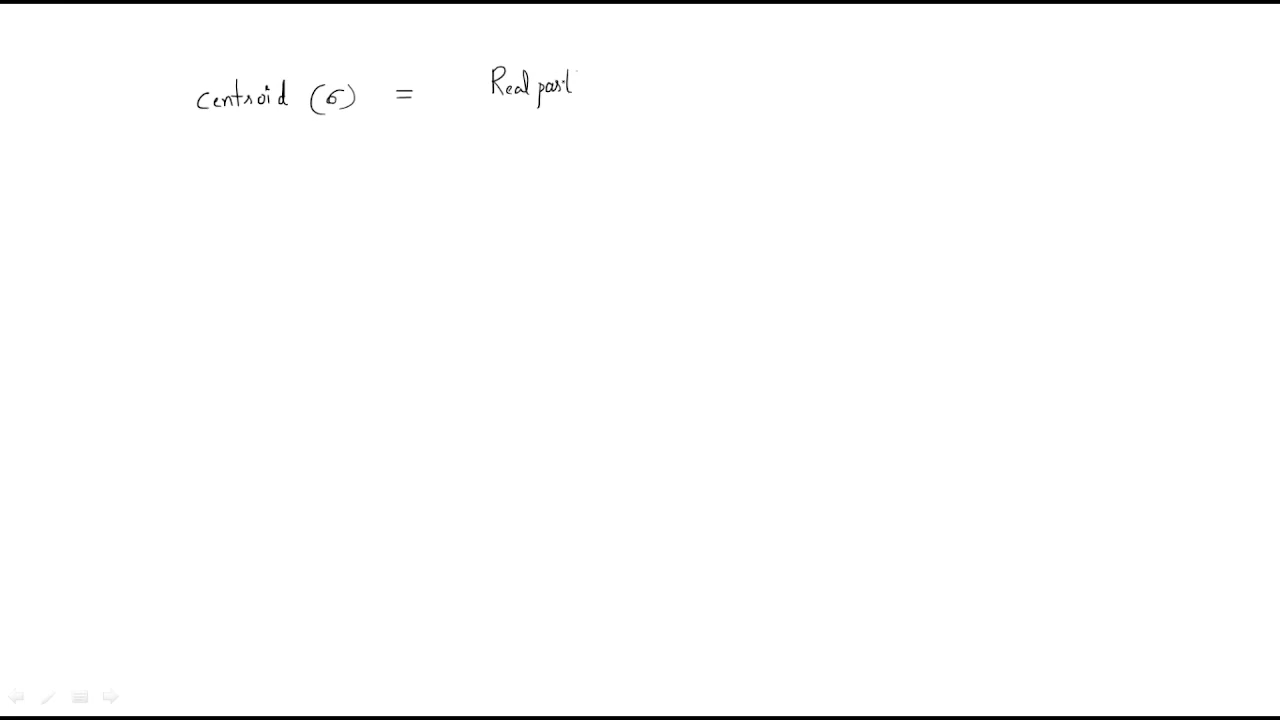 Centroid (σ) = Real part